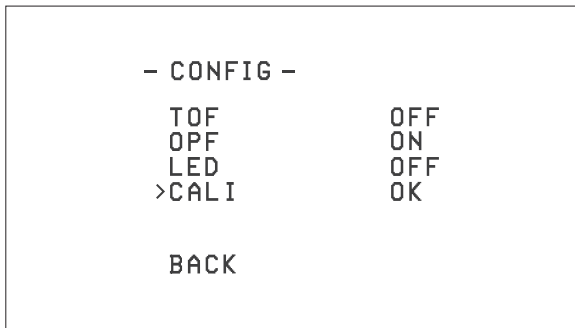 - CONFIG -
TOF OFF
OPF ON
LED OFF
>CALI OK
BACK